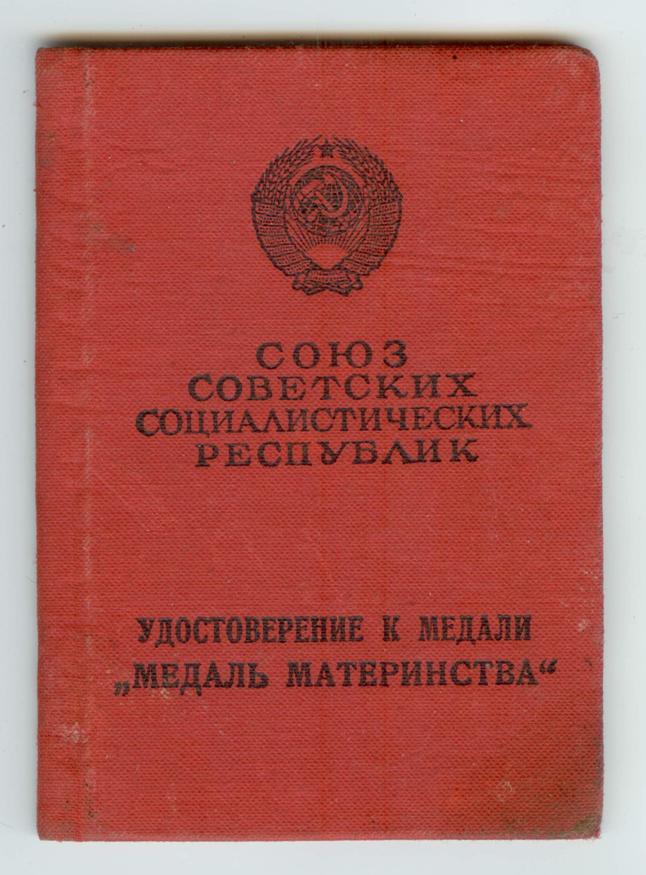 СОЮЗ
СОВЕТСКИХ
СОЦИАЛИСТИЧЕСКИХ
РЕСПУБЛИК
УДОСТОВЕРЕНИЕ К МЕДАЛИ
„МЕДАЛЬ МАТЕРИНСТВА“